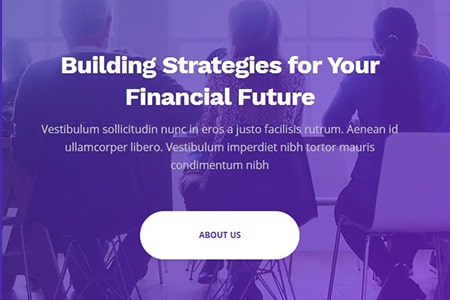 Building Strategies for Your
Financial Future
Vestibulum sollicitudin nunc in eros a justo facilisis rutrum. Aenean id
ullamcorper libero. Vestibulum imperdiet nibh tortor mauris
condimentum nibh
ABOUT US